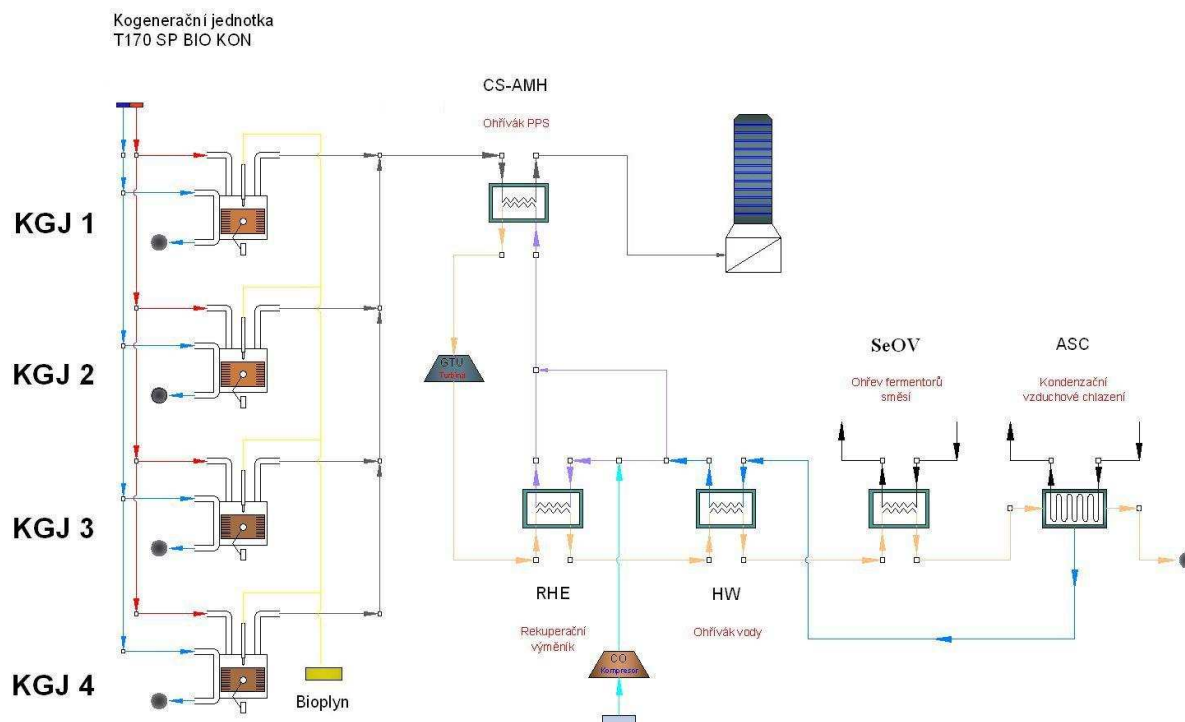 Kogenerační jednotka
T170 SP BIO KON
CS-AMH
Ohřívák PPS
KGJ 1
KGJ 2
GTU
Turbína
SeOV
Ohřev fermentorů
směsí
ASC
Kondenzační
vzduchové chlazení
KGJ 3
RHE
Rekuperační
výměník
HW
Ohřívák vody
CO
Kompresor
KGJ 4
Bioplyn